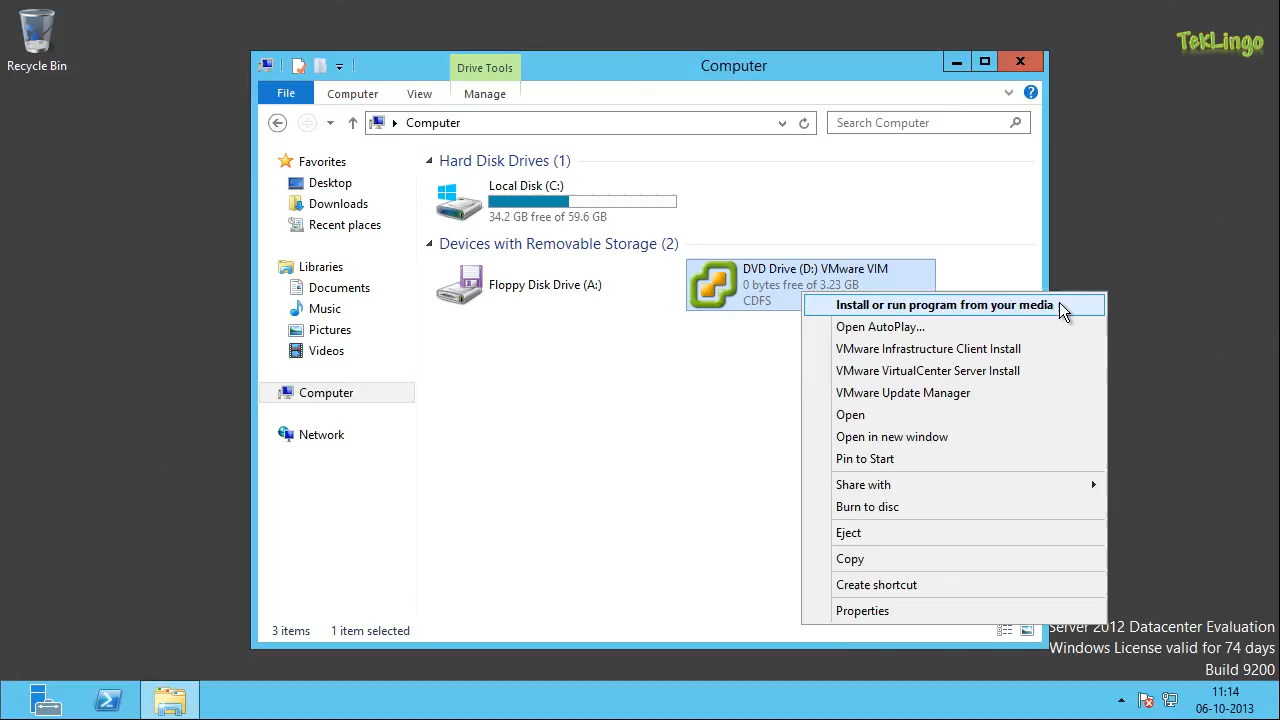 Recycle Bin
TekLingo
Drive Tools
Computer
File
Computer
View
Manage
Computer
Search Computer
Favorites
Desktop
Downloads
Recent places
Libraries
Documents
Music
Pictures
Videos
Computer
Network
Hard Disk Drives (1)
Local Disk (C:)
34.2 GB free of 59.6 GB
Devices with Removable Storage (2)
Floppy Disk Drive (A:)
DVD Drive (D:) VMware VIM
0 bytes free of 3.23 GB
CDFS
Install or run program from your media
Open AutoPlay...
VMware Infrastructure Client Install
VMware VirtualCenter Server Install
VMware Update Manager
Open
Open in new window
Pin to Start
Share with
Burn to disc
Eject
Copy
Create shortcut
Properties
3 items
1 item selected
Server 2012 Datacenter Evaluation
Windows License valid for 74 days
Build 9200
11:14
06-10-2013